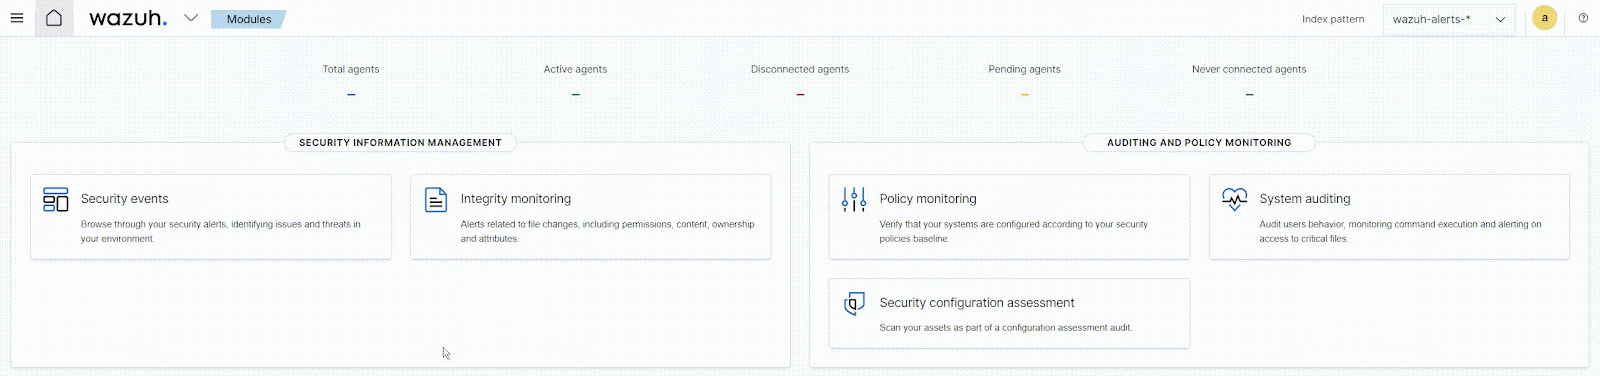 wazuh.
Modules
Index pattern
wazuh-alerts-*
a
Total agents
Active agents
Disconnected agents
Pending agents
Never connected agents
–
–
–
–
–
SECURITY INFORMATION MANAGEMENT
Security events
Browse through your security alerts, identifying issues and threats in
your environment.
Integrity monitoring
Alerts related to file changes, including permissions, content, ownership
and attributes.
AUDITING AND POLICY MONITORING
Policy monitoring
Verify that your systems are configured according to your security
policies baseline.
System auditing
Audit users behavior, monitoring command execution and alerting on
access to critical files.
Security configuration assessment
Scan your assets as part of a configuration assessment audit.